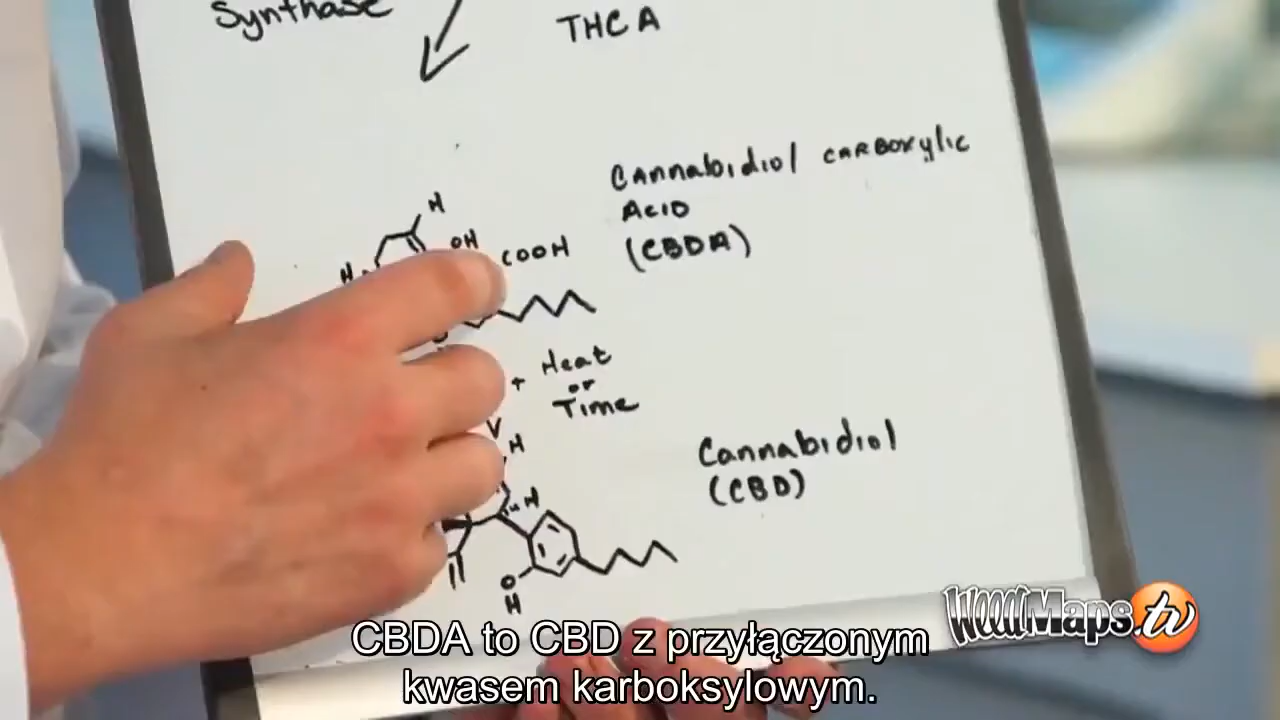 Synthase
THCA
Cannabidiol CARBOXYlic
ACID
(CBDA)
H
OH
COOH
H
+ Heat
or
Time
H
Cannabidiol
(CBD)
H
O
H
WeedMaps.tv
CBDA to CBD z przyłączonym
kwasem karboksylowym.